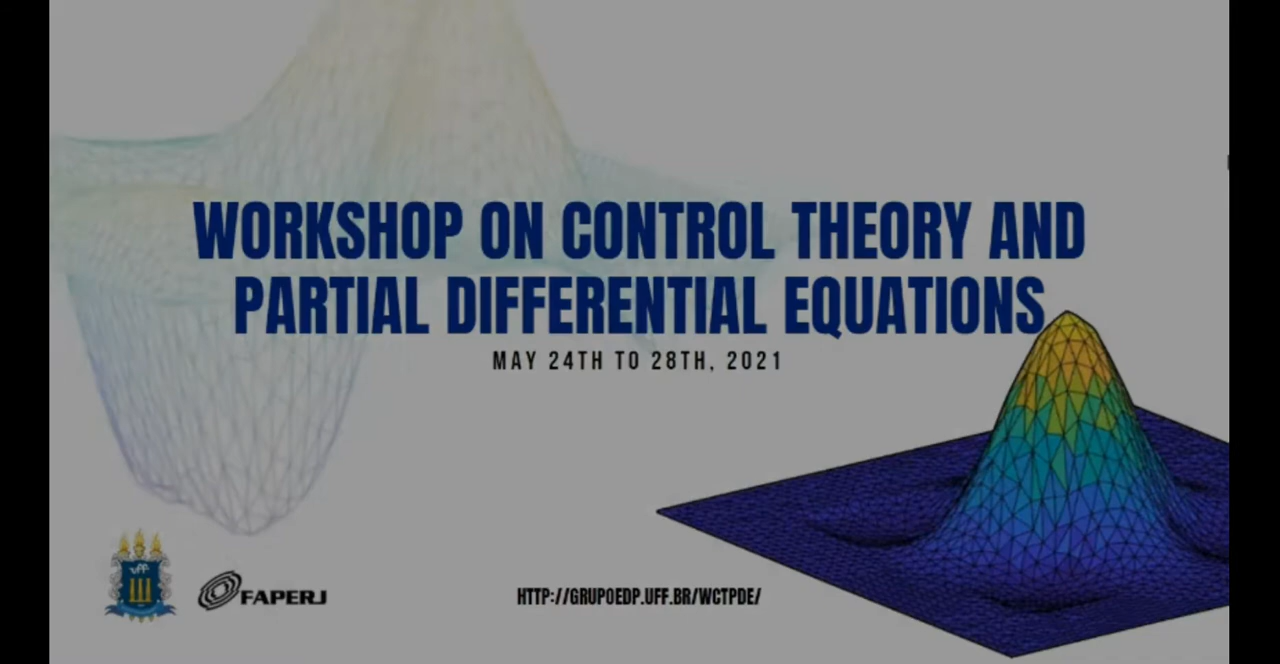 WORKSHOP ON CONTROL THEORY AND
PARTIAL DIFFERENTIAL EQUATIONS
MAY 24TH TO 28TH, 2021
uff
FAPERJ
HTTP://GRUPOEDP.UFF.BR/WCTPDE/